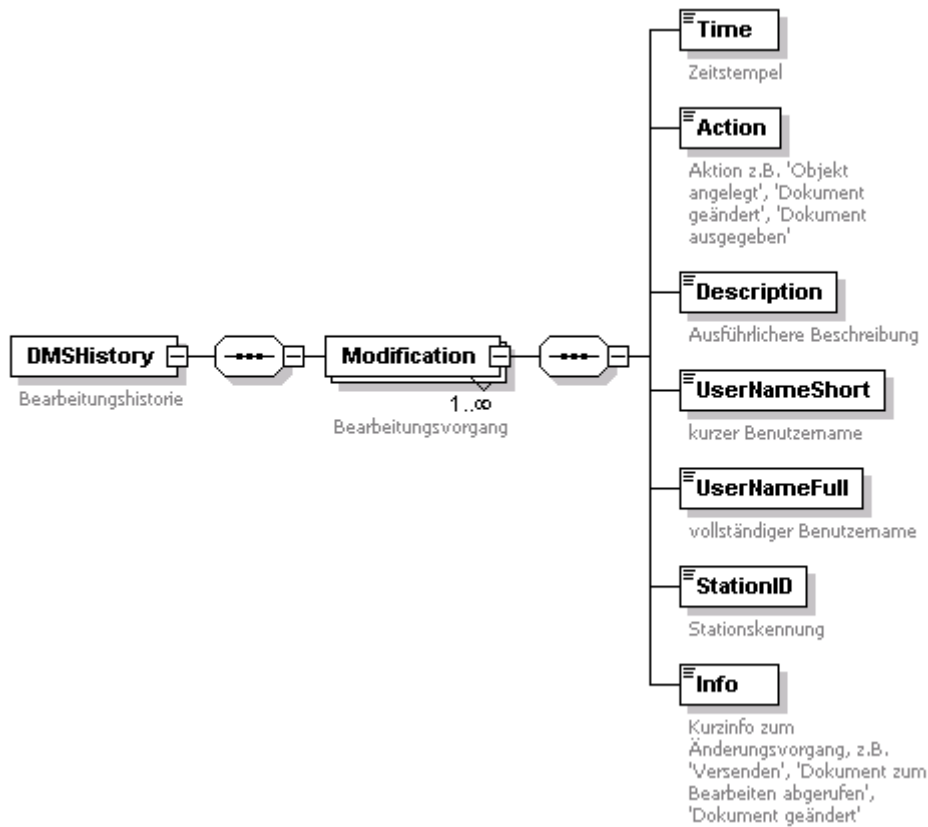 DMSHistory
Bearbeitungshistorie
Modification
1..∞
Bearbeitungsvorgang
Time
Zeitstempel
Action
Aktion z.B. 'Objekt
angelegt', 'Dokument
geändert', 'Dokument
ausgegeben'
Description
Ausführlichere Beschreibung
UserNameShort
kurzer Benutzername
UserNameFull
vollständiger Benutzername
StationID
Stationskennung
Info
Kurzinfo zum
Änderungsvorgang, z.B.
'Versenden', 'Dokument zum
Bearbeiten abgerufen',
'Dokument geändert'